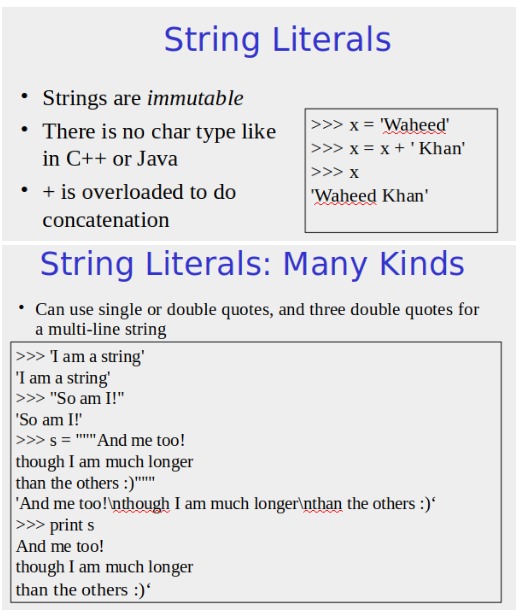 String Literals
• Strings are immutable
• There is no char type like
in C++ or Java
• + is overloaded to do
concatenation
>>> x = 'Waheed'
>>> x = x + ' Khan'
>>> x
'Waheed Khan'
String Literals: Many Kinds
• Can use single or double quotes, and three double quotes for
a multi-line string
>>> 'I am a string'
'I am a string'
>>> "So am I!"
'So am I!'
>>> s = """And me too!
though I am much longer
than the others :)"""
'And me too!\nthough I am much longer\nthan the others :)‘
>>> print s
And me too!
though I am much longer
than the others :)‘